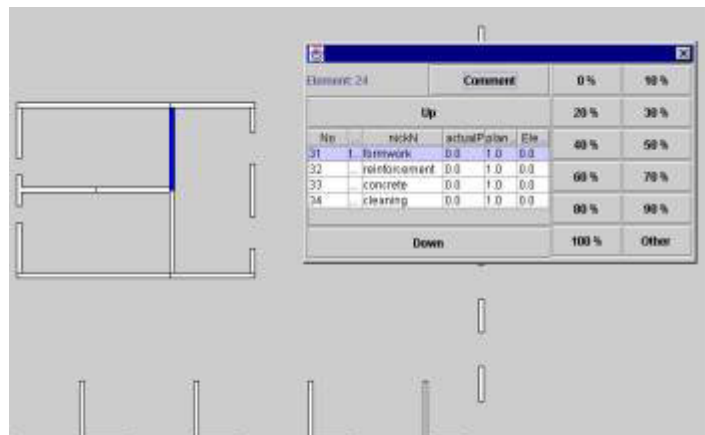 Element: 24 Comment 0 % 10 %
Up 20 % 30 %
No ... nickN actualP plan... Ele
40 % 50 %
31 1... formwork 0.0 1.0 0.0
32 ... reinforcement 0.0 1.0 0.0
60 % 70 %
33 ... concrete 0.0 1.0 0.0
34 ... cleaning 0.0 1.0 0.0
80 % 90 %
Down 100 % Other